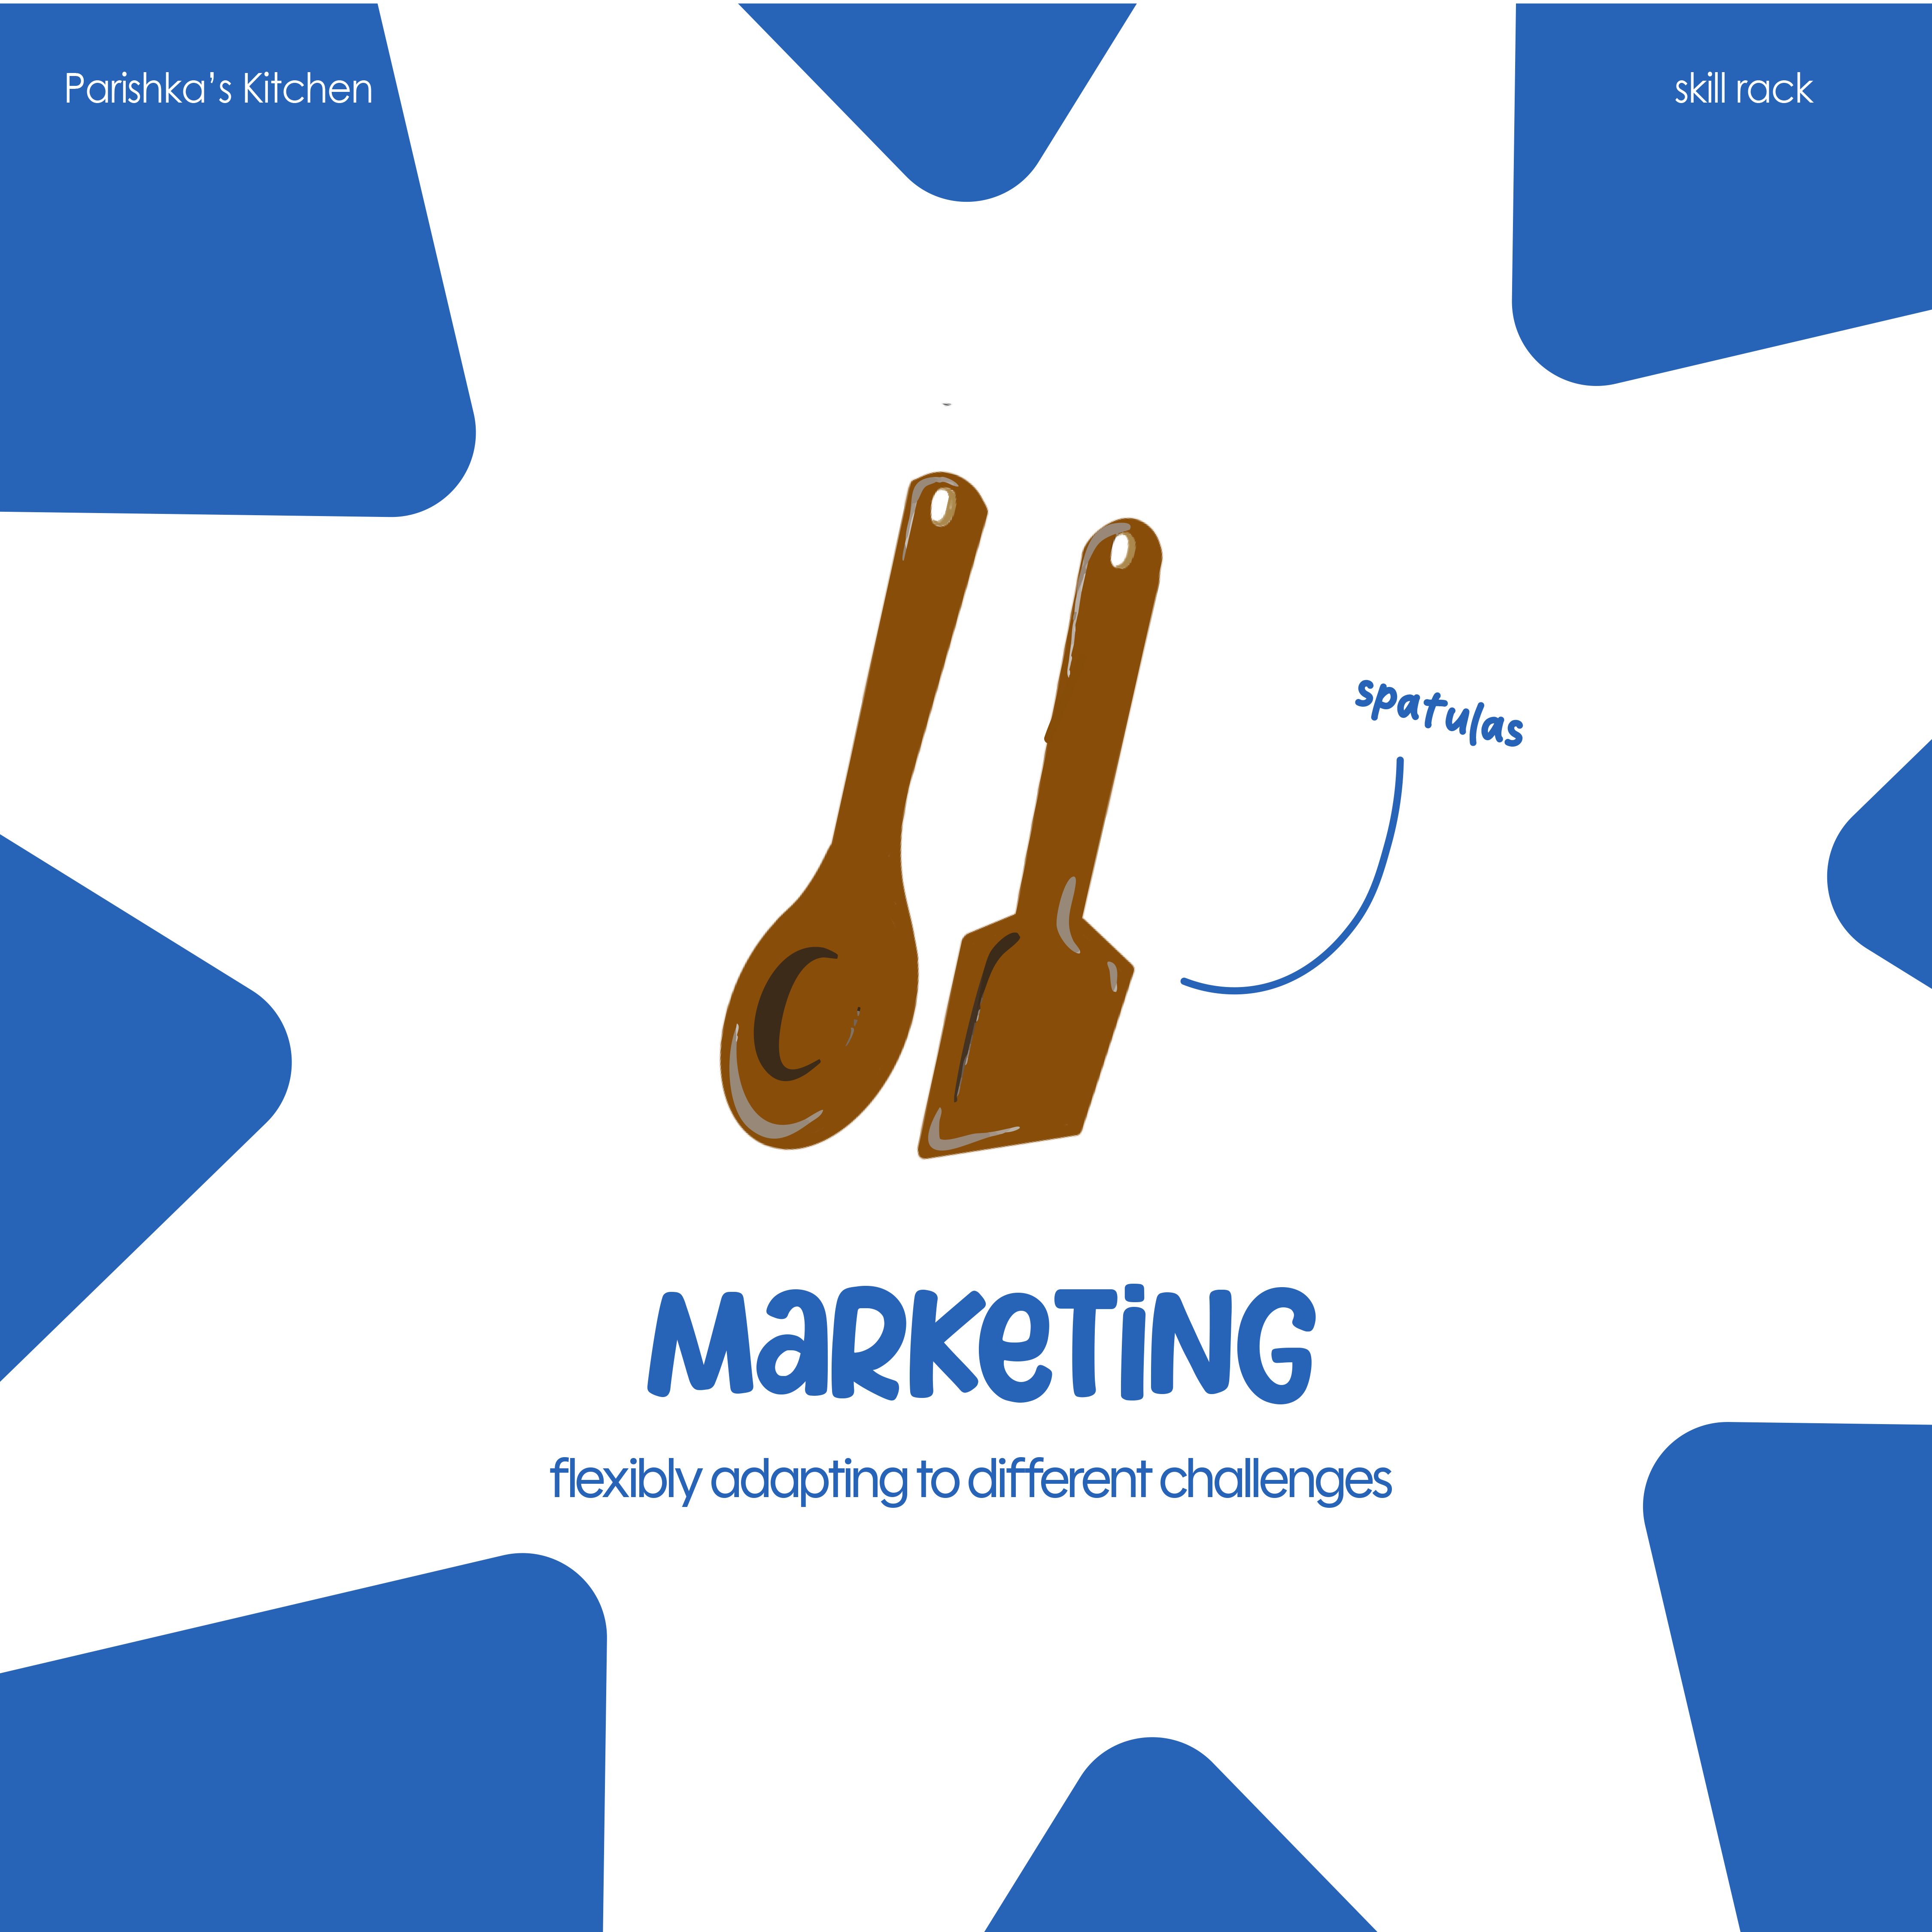 Parishka's Kitchen
skill rack
spatulas
MaRKeTiNG
flexibly adapting to different challenges